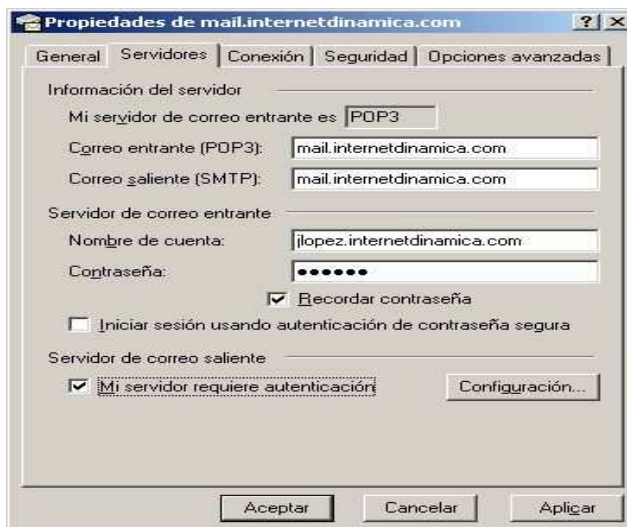 Propiedades de mail.internetdinamica.com
General Servidores Conexión Seguridad Opciones avanzadas
Información del servidor
Mi servidor de correo entrante es POP3
Correo entrante (POP3): mail.internetdinamica.com
Correo saliente (SMTP): mail.internetdinamica.com
Servidor de correo entrante
Nombre de cuenta: jlopez.internetdinamica.com
Contraseña: ●●●●●●
Recordar contraseña
Iniciar sesión usando autenticación de contraseña segura
Servidor de correo saliente
Mi servidor requiere autenticación Configuración...
Aceptar Cancelar Aplicar